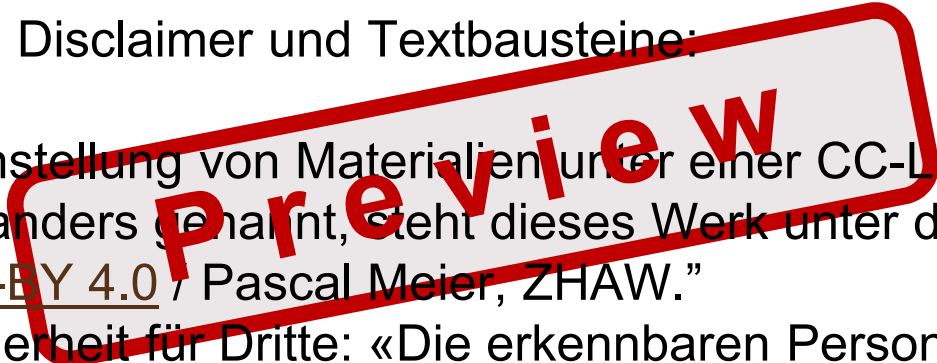 Disclaimer und Textbausteine:
nstellung von Materialien unter einer CC-L
anders genannt, steht dieses Werk unter d
-BY 4.0 / Pascal Meier, ZHAW.”
erheit für Dritte: «Die erkennbaren Person
Preview